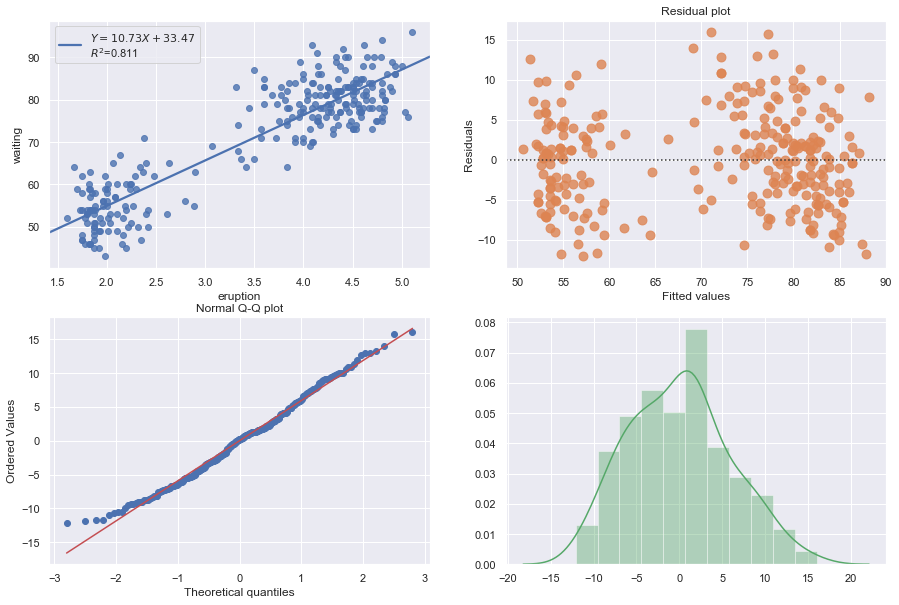 Y = 10.73X + 33.47
R²=0.811
90
80
70
60
50
waiting
1.5 2.0 2.5 3.0 3.5 4.0 4.5 5.0
eruption
Residual plot
15
10
5
0
−5
−10
Residuals
50 55 60 65 70 75 80 85 90
Fitted values
Normal Q-Q plot
15
10
5
0
−5
−10
−15
Ordered Values
−3 −2 −1 0 1 2 3
Theoretical quantiles
0.08
0.07
0.06
0.05
0.04
0.03
0.02
0.01
0.00
−20 −15 −10 −5 0 5 10 15 20